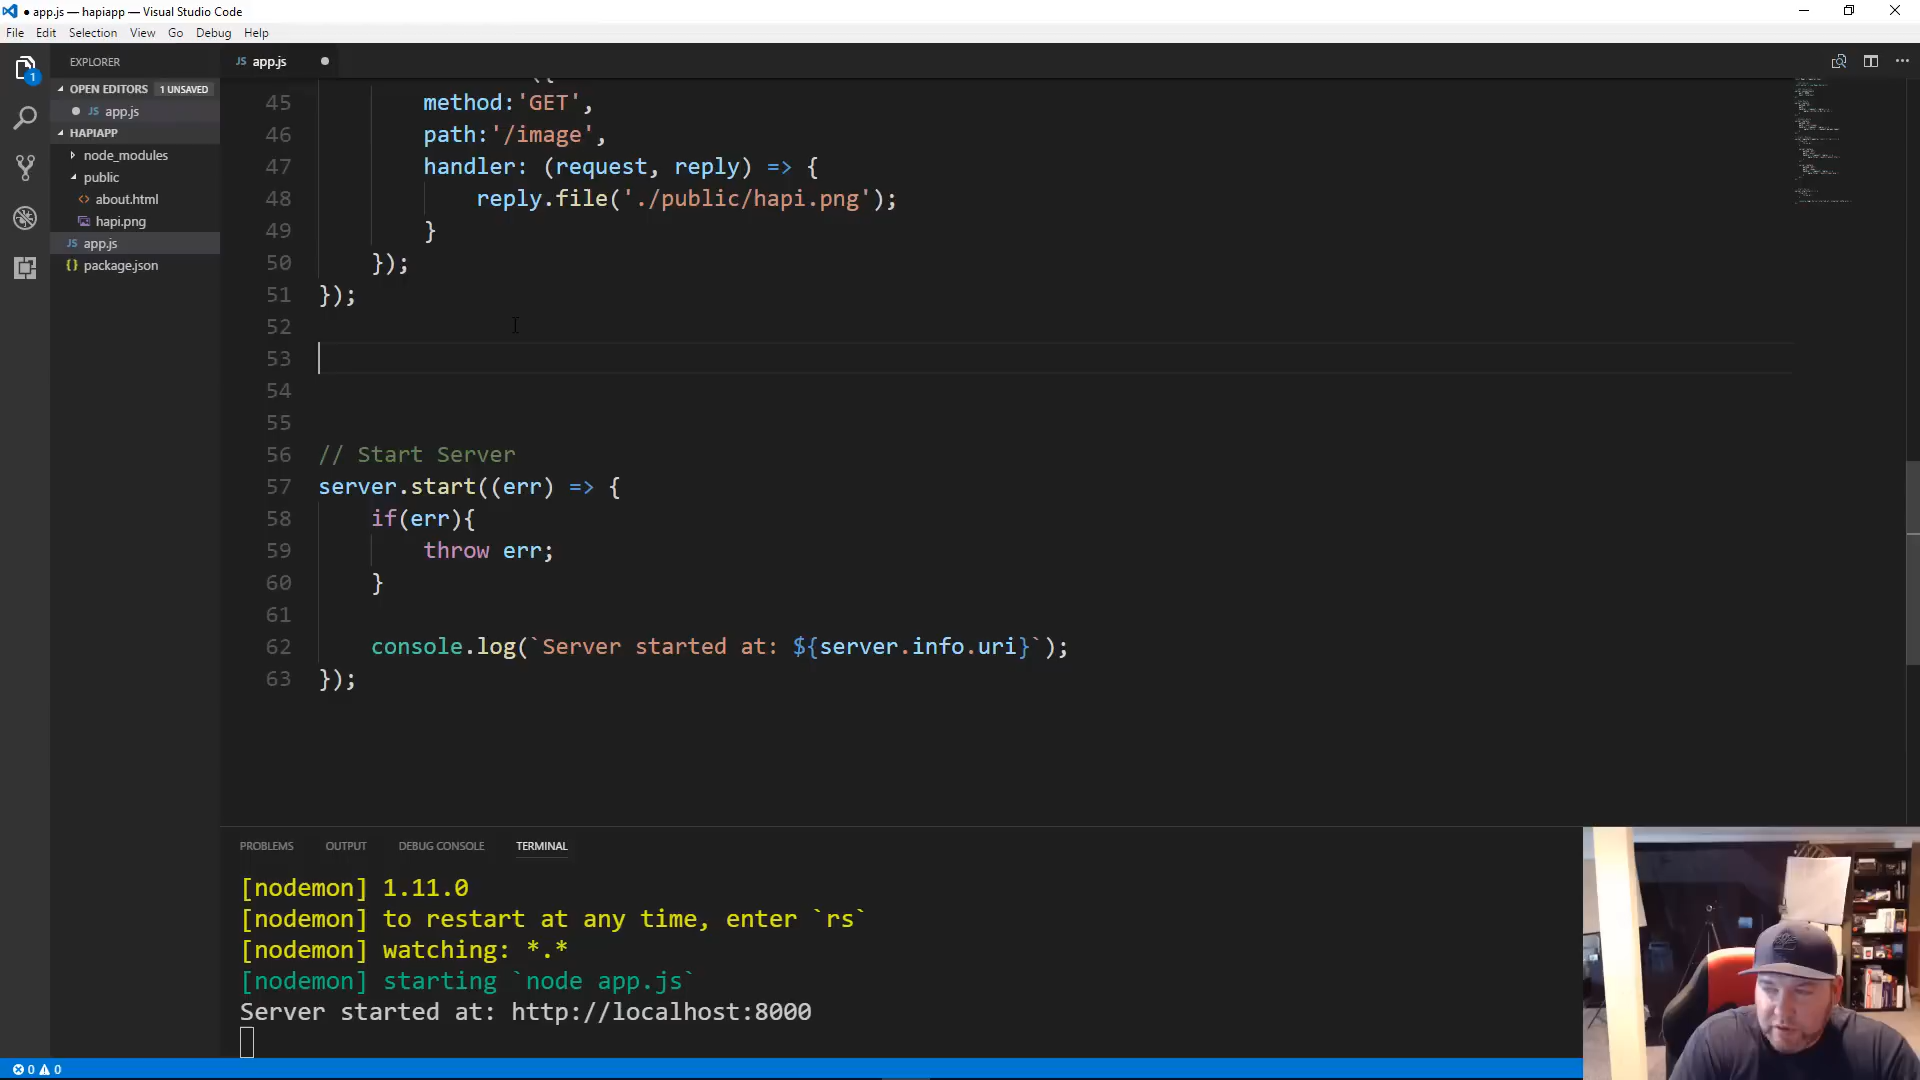 ● app.js — hapiapp — Visual Studio Code
File Edit Selection View Go Debug Help
EXPLORER
OPEN EDITORS 1 UNSAVED
JS app.js
HAPIAPP
node_modules
public
<> about.html
hapi.png
JS app.js
{} package.json
1
JS app.js
45 method:'GET',
46 path:'/image',
47 handler: (request, reply) => {
48 reply.file('./public/hapi.png');
49 }
50 });
51 });
52
53
54
55
56 // Start Server
57 server.start((err) => {
58 if(err){
59 throw err;
60 }
61
62 console.log(`Server started at: ${server.info.uri}`);
63 });
PROBLEMS OUTPUT DEBUG CONSOLE TERMINAL
[nodemon] 1.11.0
[nodemon] to restart at any time, enter `rs`
[nodemon] watching: *.*
[nodemon] starting `node app.js`
Server started at: http://localhost:8000
0 0